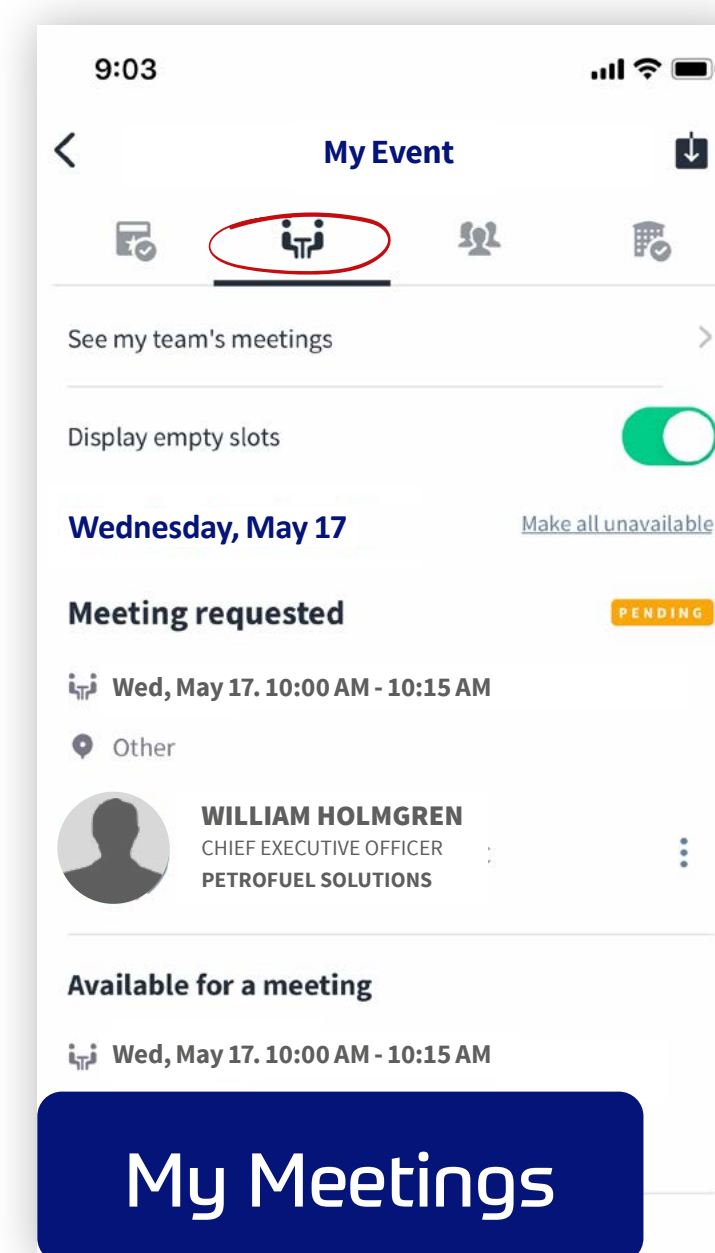 9:03
My Event
See my team's meetings
Display empty slots
Wednesday, May 17 Make all unavailable
Meeting requested PENDING
Wed, May 17. 10:00 AM - 10:15 AM
Other
WILLIAM HOLMGREN
CHIEF EXECUTIVE OFFICER
PETROFUEL SOLUTIONS
Available for a meeting
Wed, May 17. 10:00 AM - 10:15 AM
My Meetings